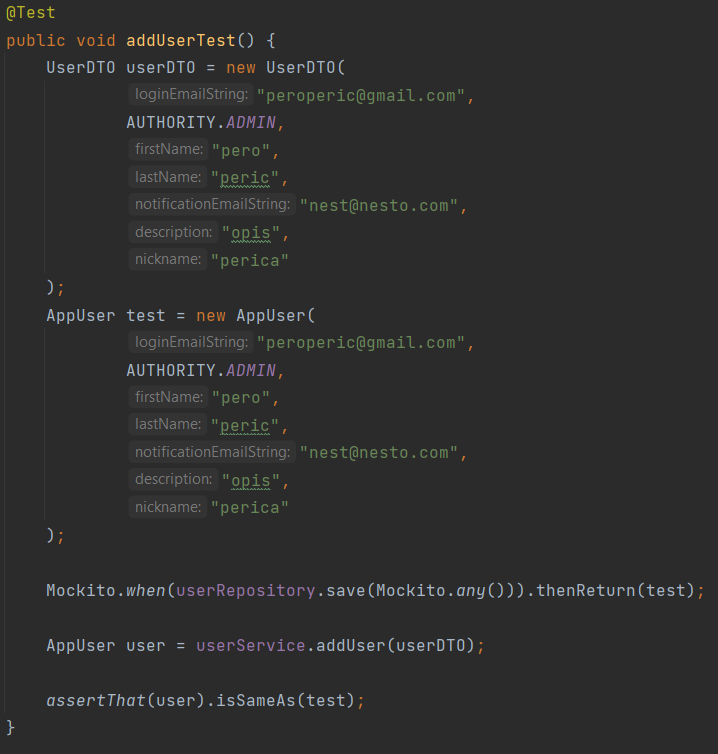 @Test
public void addUserTest() {
    UserDTO userDTO = new UserDTO(
            loginEmailString: "peroperic@gmail.com",
            AUTHORITY.ADMIN,
            firstName: "pero",
            lastName: "peric",
            notificationEmailString: "nest@nesto.com",
            description: "opis",
            nickname: "perica"
    );
    AppUser test = new AppUser(
            loginEmailString: "peroperic@gmail.com",
            AUTHORITY.ADMIN,
            firstName: "pero",
            lastName: "peric",
            notificationEmailString: "nest@nesto.com",
            description: "opis",
            nickname: "perica"
    );
    Mockito.when(userRepository.save(Mockito.any())).thenReturn(test);
    AppUser user = userService.addUser(userDTO);
    assertThat(user).isSameAs(test);
}